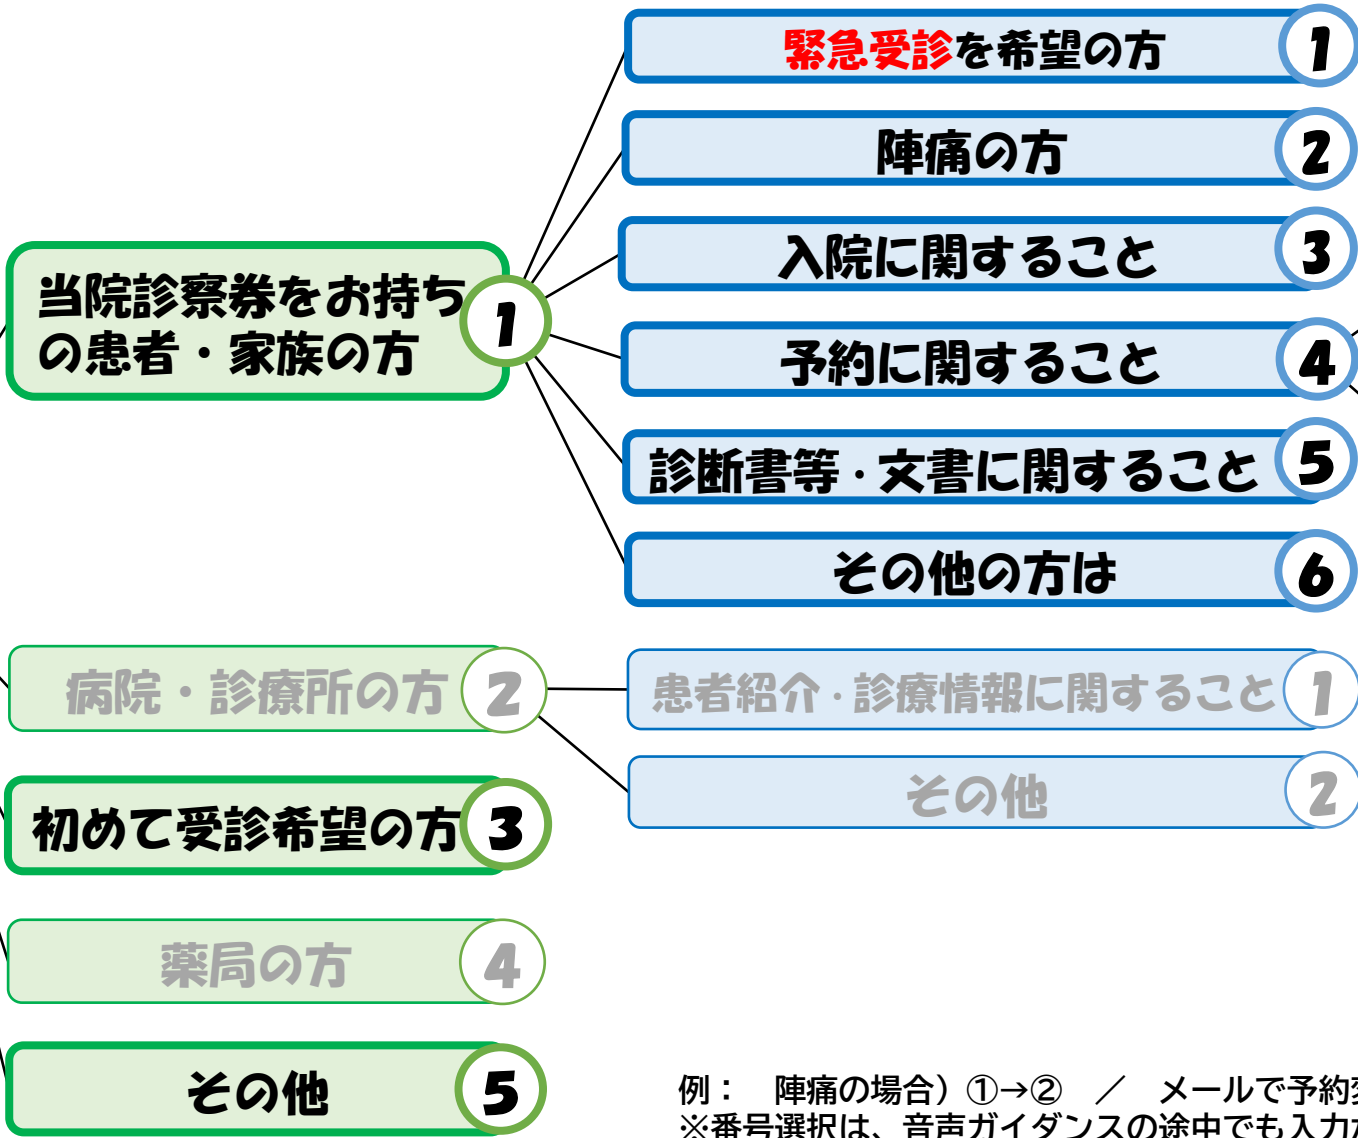 当院診察券をお持ち
の患者・家族の方
1
緊急受診を希望の方
1
陣痛の方
2
入院に関すること
3
予約に関すること
4
診断書等・文書に関すること
5
その他の方は
6
病院・診療所の方
2
患者紹介・診療情報に関すること
1
その他
2
初めて受診希望の方
3
薬局の方
4
その他
5
例： 陣痛の場合）①→② ／ メールで予約変
※番号選択は、音声ガイダンスの途中でも入力が